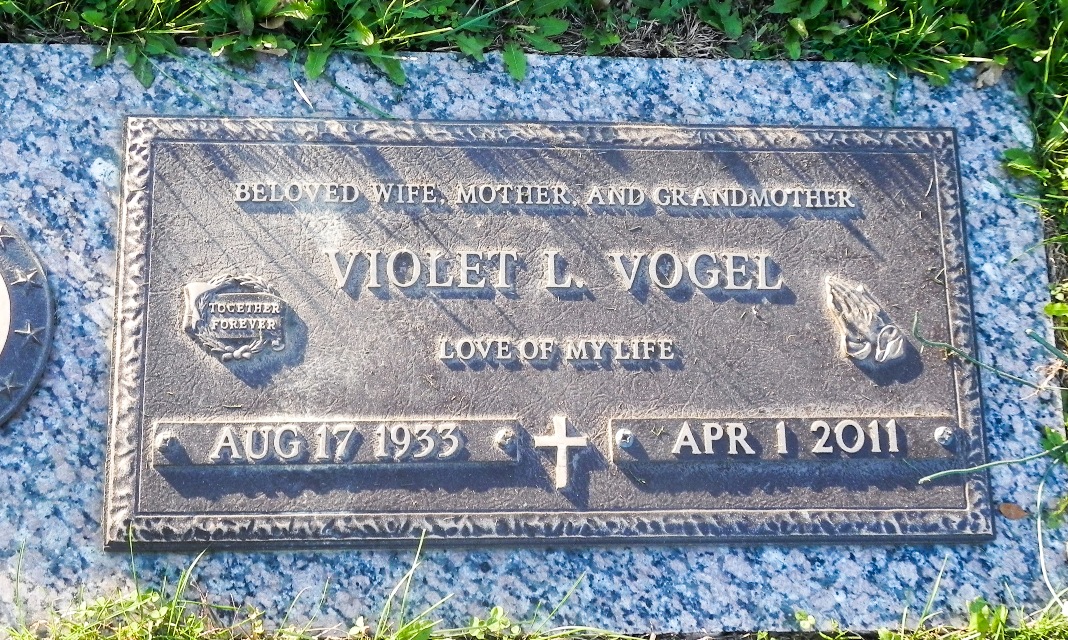 BELOVED WIFE, MOTHER, AND GRANDMOTHER
VIOLET L. VOGEL
TOGETHER
FOREVER
LOVE OF MY LIFE
AUG 17 1933
APR 1 2011